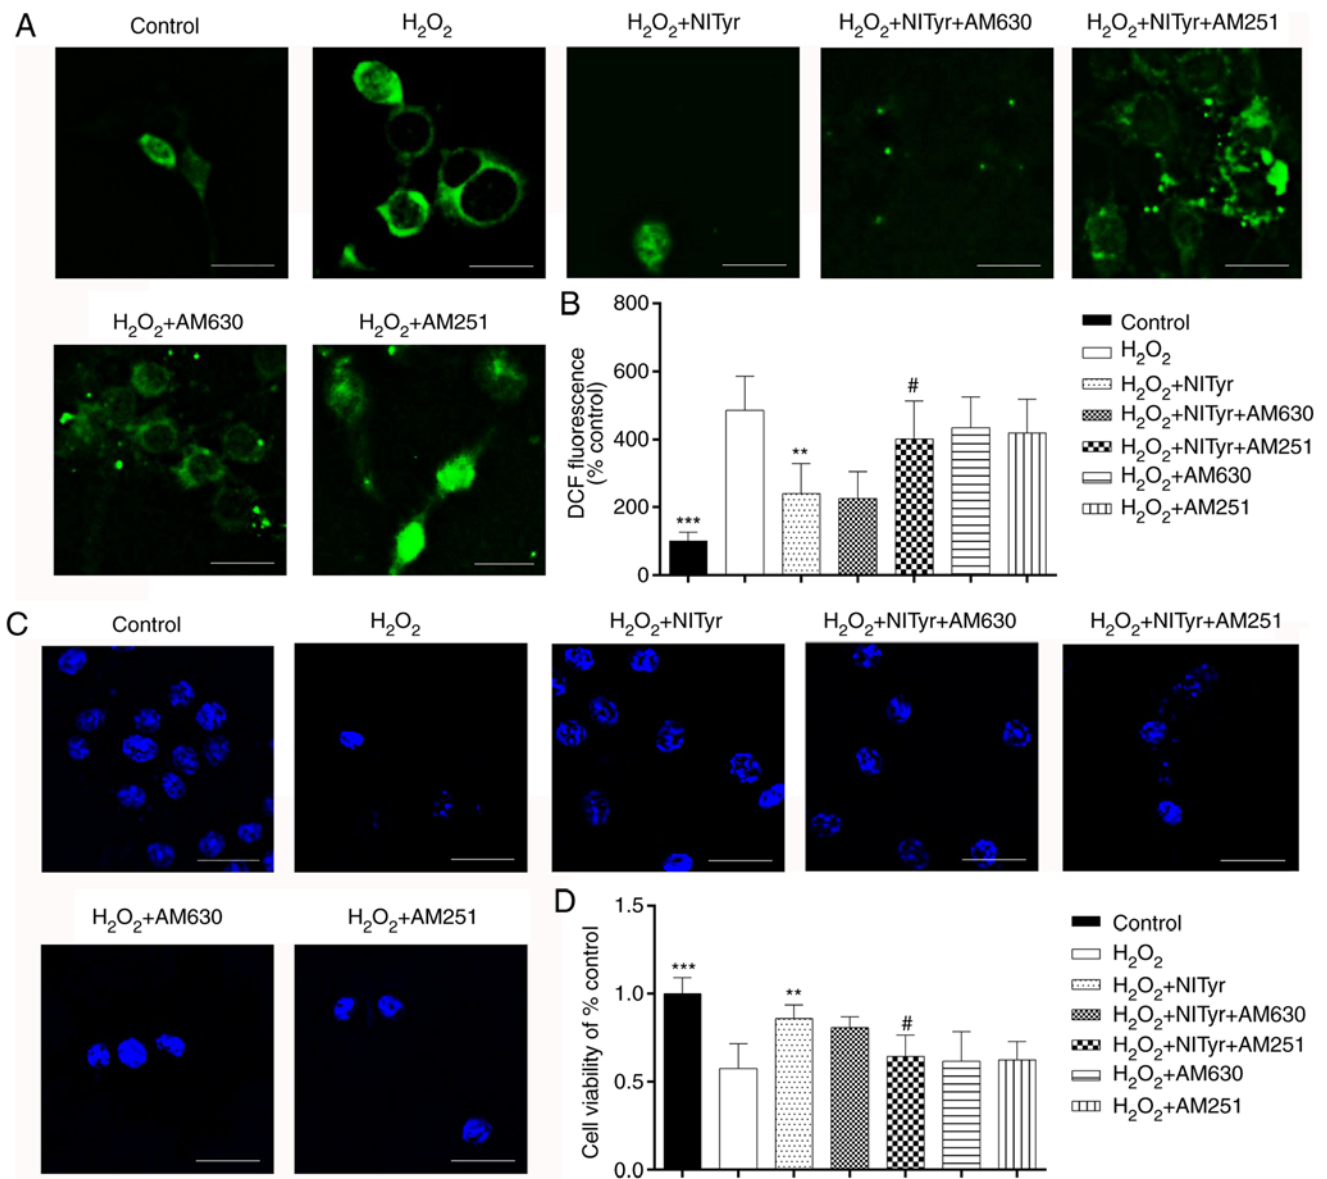 A
Control
H2O2
H2O2+NITyr
H2O2+NITyr+AM630
H2O2+NITyr+AM251
H2O2+AM630
H2O2+AM251
B
800
600
400
200
0
DCF fluorescence
(% control)
***
**
#
Control
H2O2
H2O2+NITyr
H2O2+NITyr+AM630
H2O2+NITyr+AM251
H2O2+AM630
H2O2+AM251
C
Control
H2O2
H2O2+NITyr
H2O2+NITyr+AM630
H2O2+NITyr+AM251
H2O2+AM630
H2O2+AM251
D
1.5
1.0
0.5
0.0
Cell viability of % control
***
**
#
Control
H2O2
H2O2+NITyr
H2O2+NITyr+AM630
H2O2+NITyr+AM251
H2O2+AM630
H2O2+AM251